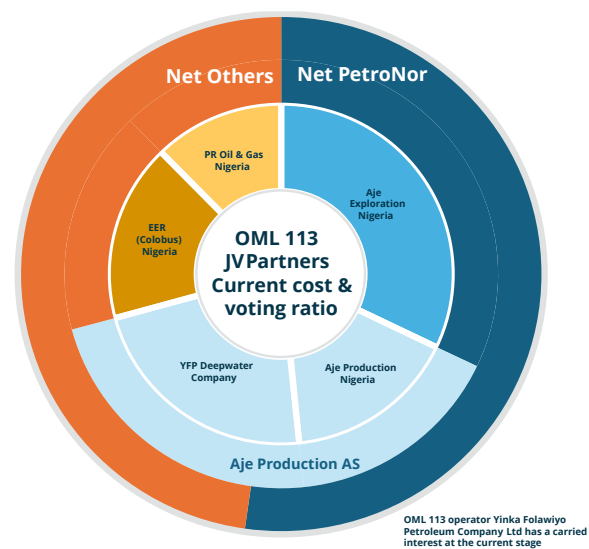 Net Others
Net PetroNor
PR Oil & Gas
Nigeria
Aje
Exploration
Nigeria
EER
(Colobus)
Nigeria
OML 113
JV Partners
Current cost &
voting ratio
YFP Deepwater
Company
Aje Production
Nigeria
Aje Production AS
OML 113 operator Yinka Folawiyo
Petroleum Company Ltd has a carried
interest at the current stage